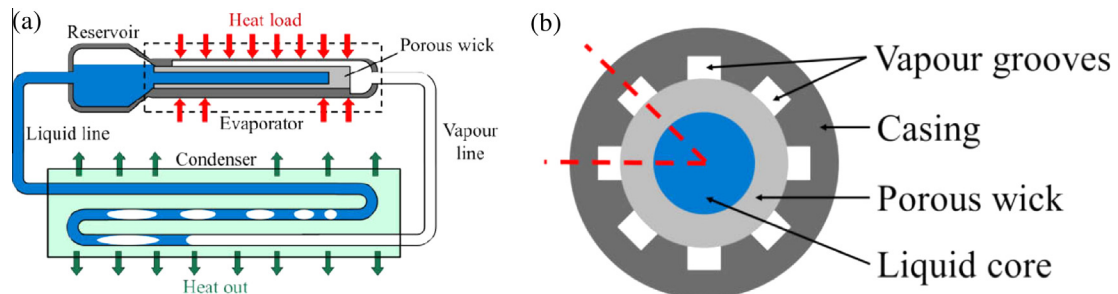 (a)
Reservoir
Heat load
Porous wick
Evaporator
Liquid line
Vapour
line
Condenser
Heat out
(b)
Vapour grooves
Casing
Porous wick
Liquid core